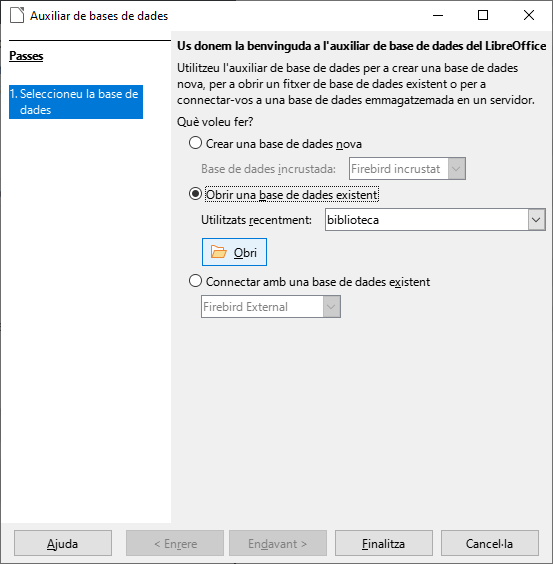 Auxiliar de bases de dades
Passes
1. Seleccioneu la base de
dades
Us donem la benvinguda a l'auxiliar de base de dades del LibreOffice
Utilitzeu l'auxiliar de base de dades per a crear una base de dades
nova, per a obrir un fitxer de base de dades existent o per a
connectar-vos a una base de dades emmagatzemada en un servidor.
Què voleu fer?
Crear una base de dades nova
Base de dades incrustada: Firebird incrustat
Obrir una base de dades existent
Utilitzats recentment: biblioteca
Obri
Connectar amb una base de dades existent
Firebird External
Ajuda < Enrere Endavant > Finalitza Cancel·la